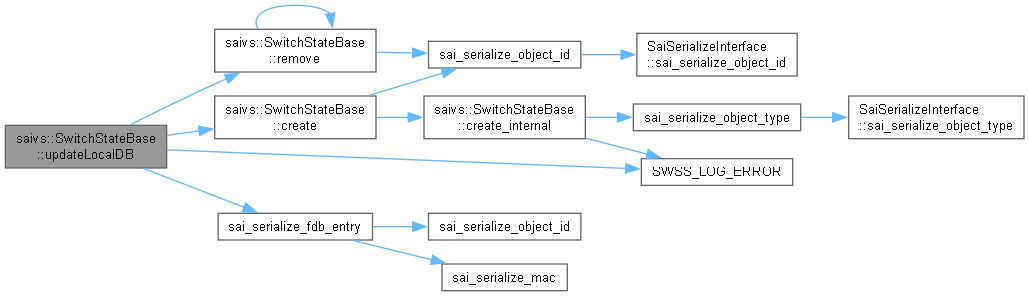 saivs::SwitchStateBase
::remove
sai_serialize_object_id
SaiSerializeInterface
::sai_serialize_object_id
saivs::SwitchStateBase
::create
saivs::SwitchStateBase
::create_internal
sai_serialize_object_type
SaiSerializeInterface
::sai_serialize_object_type
saivs::SwitchStateBase
::updateLocalDB
SWSS_LOG_ERROR
sai_serialize_fdb_entry
sai_serialize_object_id
sai_serialize_mac